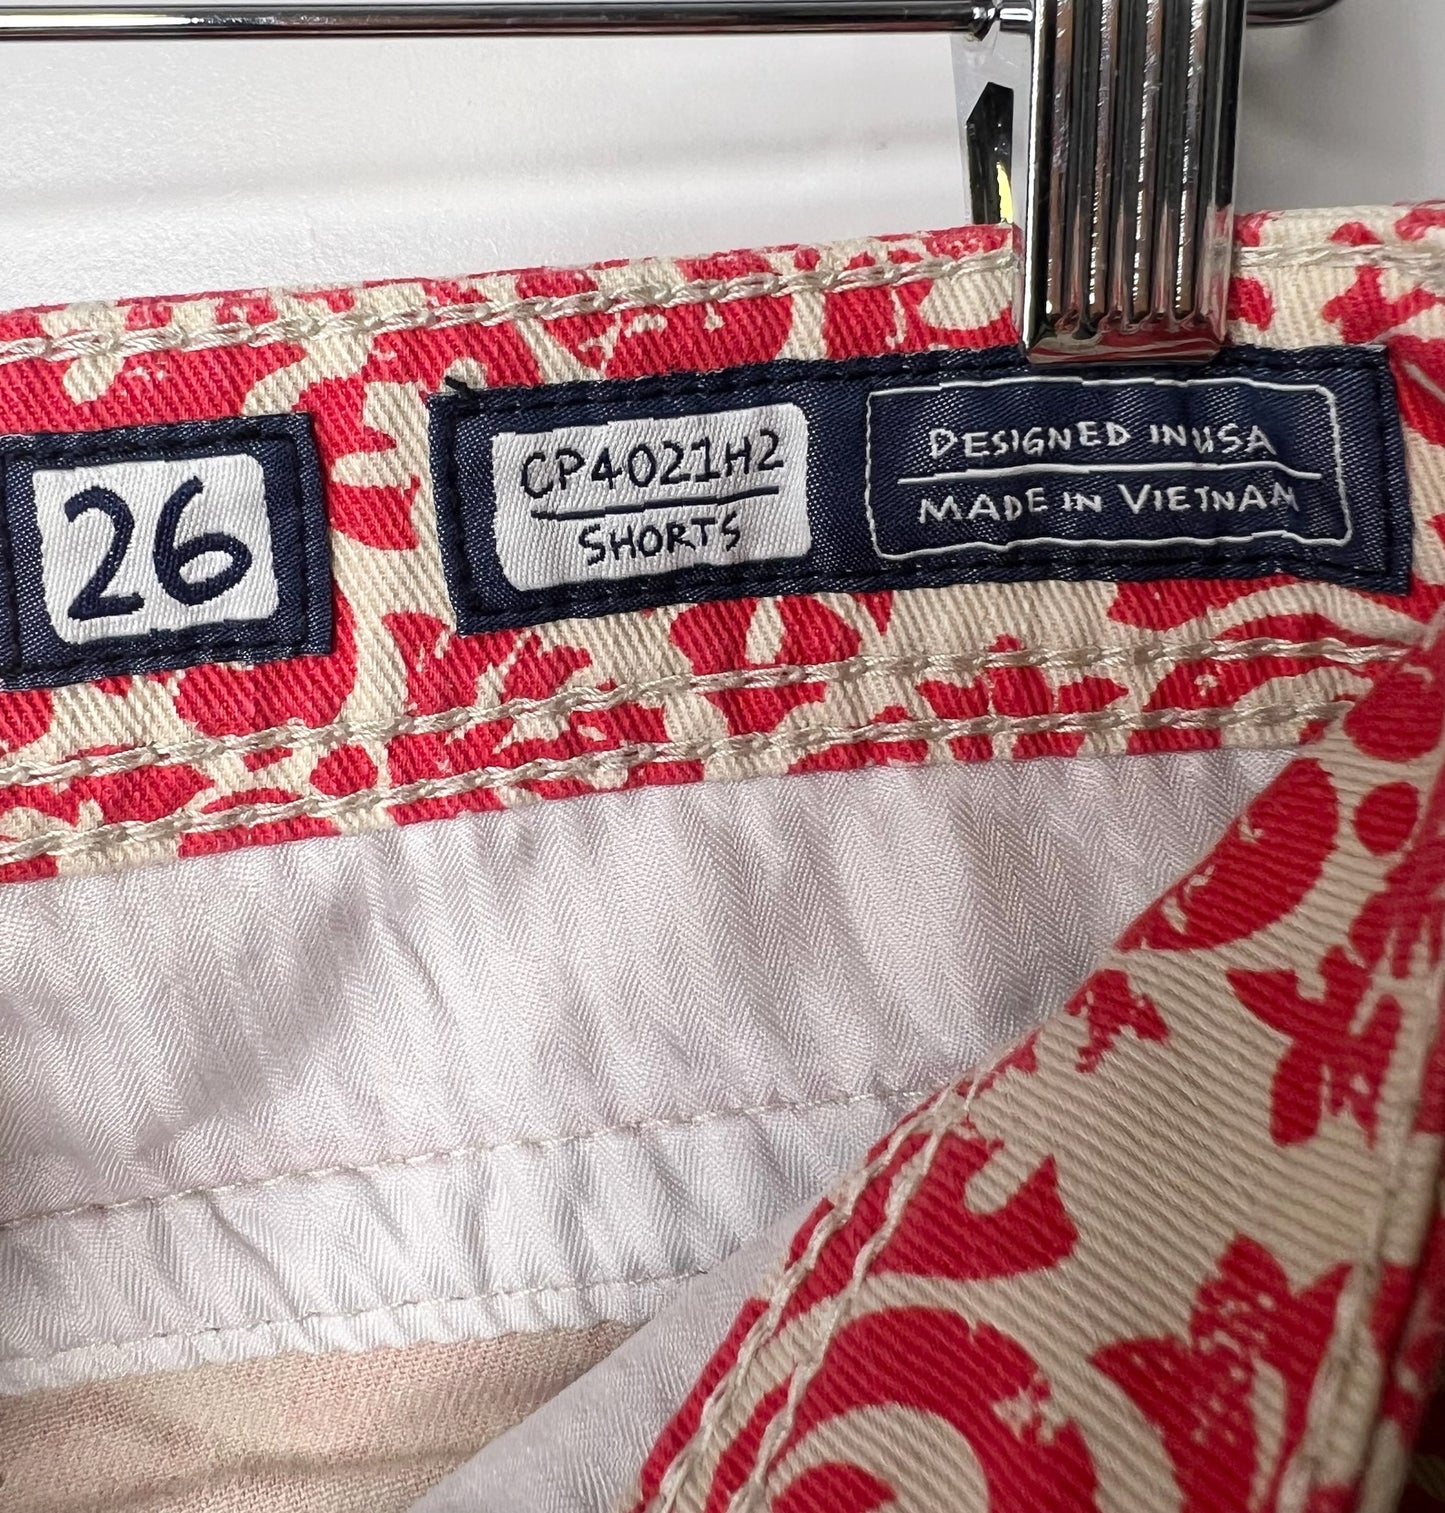 26
CP4021H2
SHORTS
DESIGNED IN USA
MADE IN VIETNAM